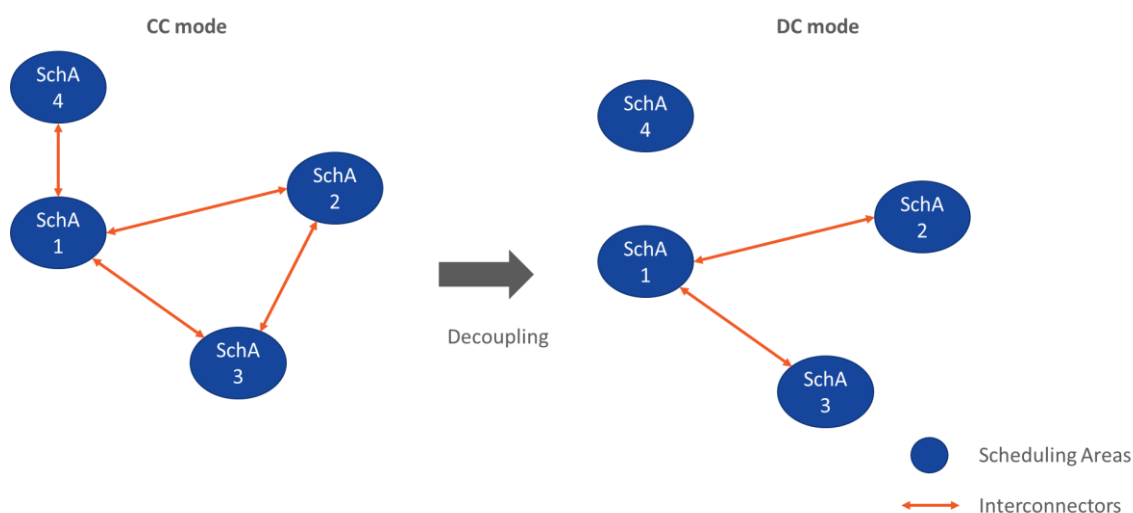 CC mode
SchA
4
SchA
2
SchA
1
SchA
3
Decoupling
DC mode
SchA
4
SchA
2
SchA
1
SchA
3
Scheduling Areas
Interconnectors